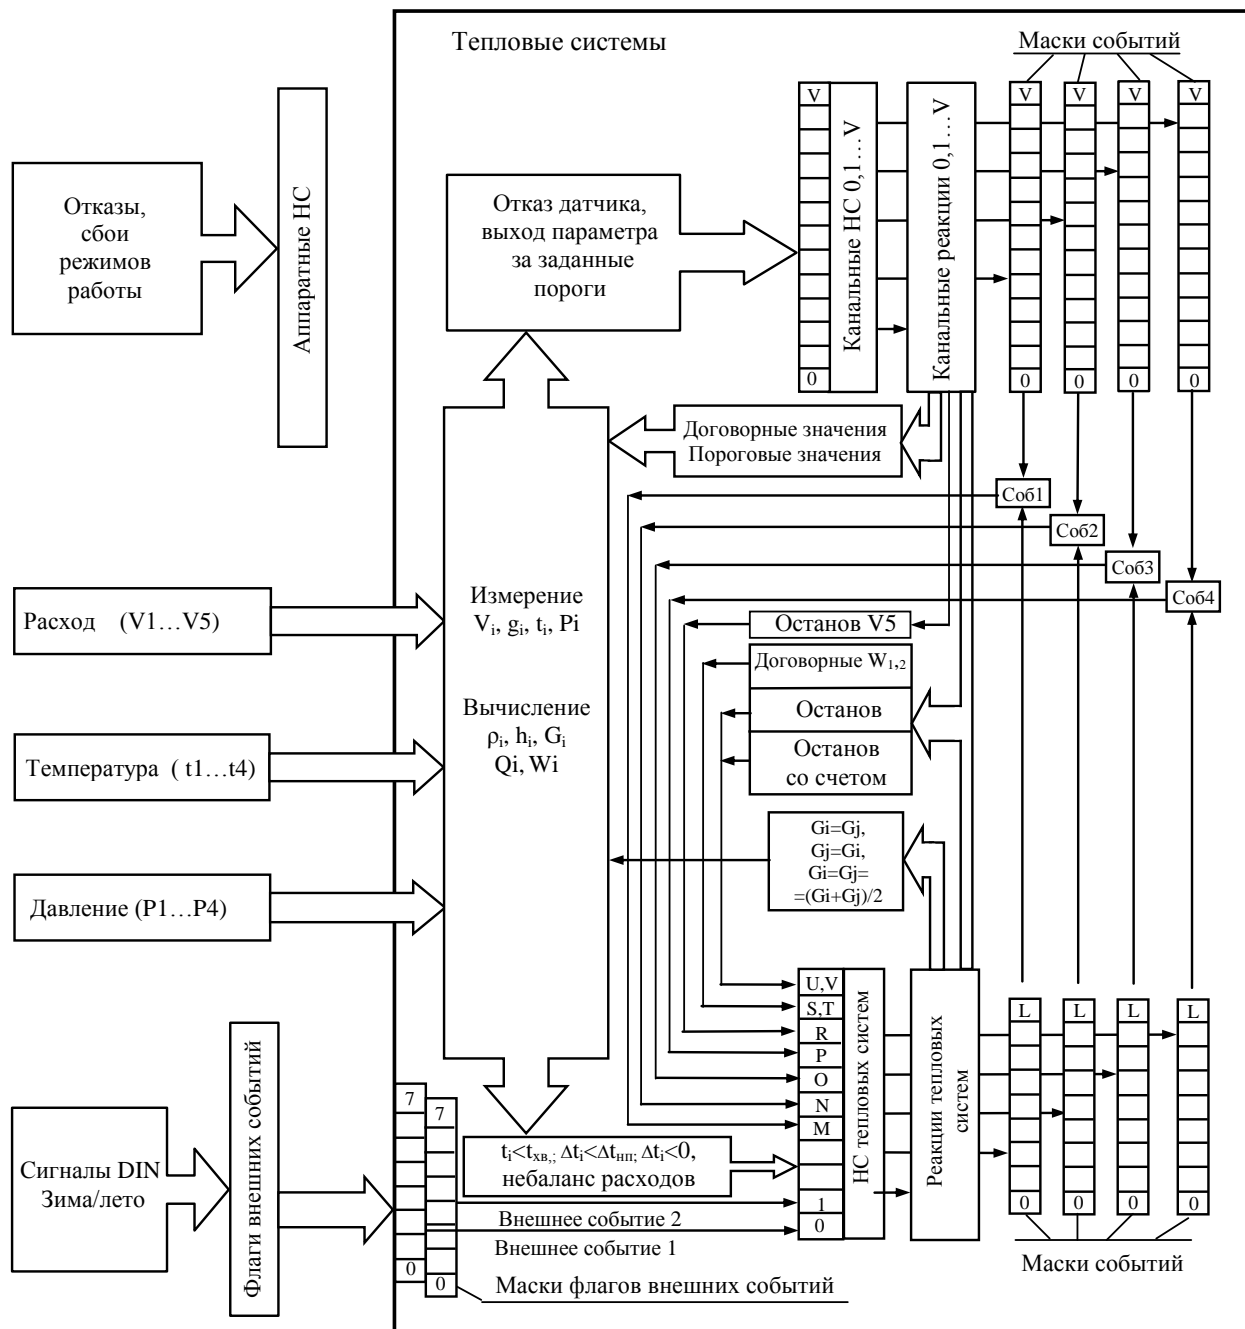 Тепловые системы
Маски событий
V
V
V
V
V
Отказы,
сбои
режимов
работы
Аппаратные НС
Отказ датчика,
выход параметра
за заданные
пороги
Канальные НС 0,1…V
Канальные реакции 0,1…V
0
0
0
0
0
Договорные значения
Пороговые значения
Соб1
Соб2
Соб3
Соб4
Расход (V1…V5)
Измерение
Vi, gi, ti, Pi
Останов V5
Договорные W1,2
Останов
Останов
со счетом
Вычисление
ρi, hi, Gi
Qi, Wi
Температура ( t1…t4)
Gi=Gj,
Gj=Gi,
Gi=Gj=
=(Gi+Gj)/2
Давление (P1…P4)
U,V
S,T
R
P
O
N
M
1
0
НС тепловых систем
Реакции тепловых
систем
L
L
L
L
0
0
0
0
Маски событий
Сигналы DIN
Зима/лето
Флаги внешних событий
7
7
0
0
ti<tхв,; Δti<Δtнп; Δti<0,
небаланс расходов
Внешнее событие 2
Внешнее событие 1
Маски флагов внешних событий